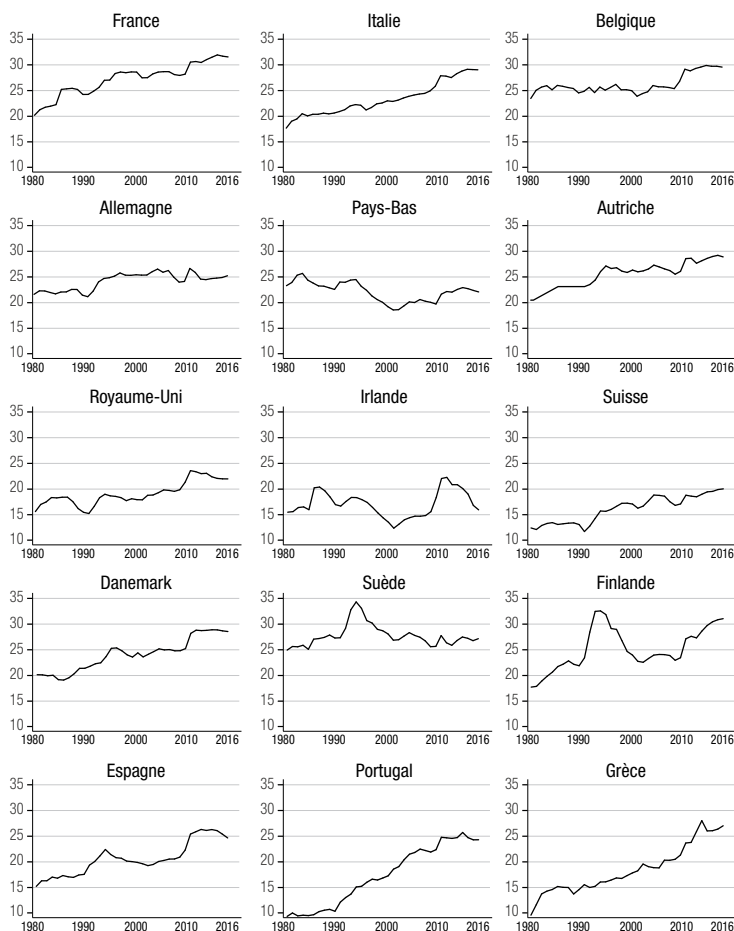 France Italie Belgique
35 35 35
30 30 30
25 25 25
20 20 20
15 15 15
10 10 10
1980 1990 2000 2010 2016 1980 1990 2000 2010 2016 1980 1990 2000 2010 2016
Allemagne Pays-Bas Autriche
35 35 35
30 30 30
25 25 25
20 20 20
15 15 15
10 10 10
1980 1990 2000 2010 2016 1980 1990 2000 2010 2016 1980 1990 2000 2010 2016
Royaume-Uni Irlande Suisse
35 35 35
30 30 30
25 25 25
20 20 20
15 15 15
10 10 10
1980 1990 2000 2010 2016 1980 1990 2000 2010 2016 1980 1990 2000 2010 2016
Danemark Suède Finlande
35 35 35
30 30 30
25 25 25
20 20 20
15 15 15
10 10 10
1980 1990 2000 2010 2016 1980 1990 2000 2010 2016 1980 1990 2000 2010 2016
Espagne Portugal Grèce
35 35 35
30 30 30
25 25 25
20 20 20
15 15 15
10 10 10
1980 1990 2000 2010 2016 1980 1990 2000 2010 2016 1980 1990 2000 2010 2016